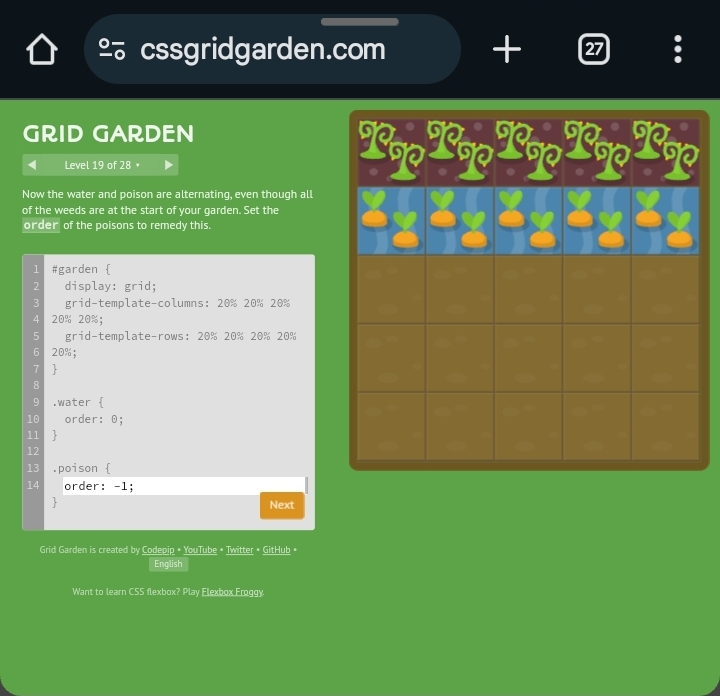 cssgridgarden.com
27
GRID GARDEN
Level 19 of 28
Now the water and poison are alternating, even though all
of the weeds are at the start of your garden. Set the
order of the poisons to remedy this.
1 #garden {
2 display: grid;
3 grid-template-columns: 20% 20% 20%
4 20% 20%;
5 grid-template-rows: 20% 20% 20% 20%
6 20%;
7 }
8
9 .water {
10 order: 0;
11 }
12
13 .poison {
14 order: -1;
}
Next
Grid Garden is created by Codepip • YouTube • Twitter • GitHub •
English
Want to learn CSS flexbox? Play Flexbox Froggy.